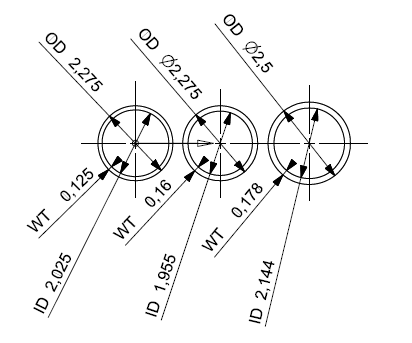 OD 2,275
OD Ø2,275
OD Ø2,5
WT 0,125
WT 0,16
WT 0,178
ID 2,025
ID 1,955
ID 2,144